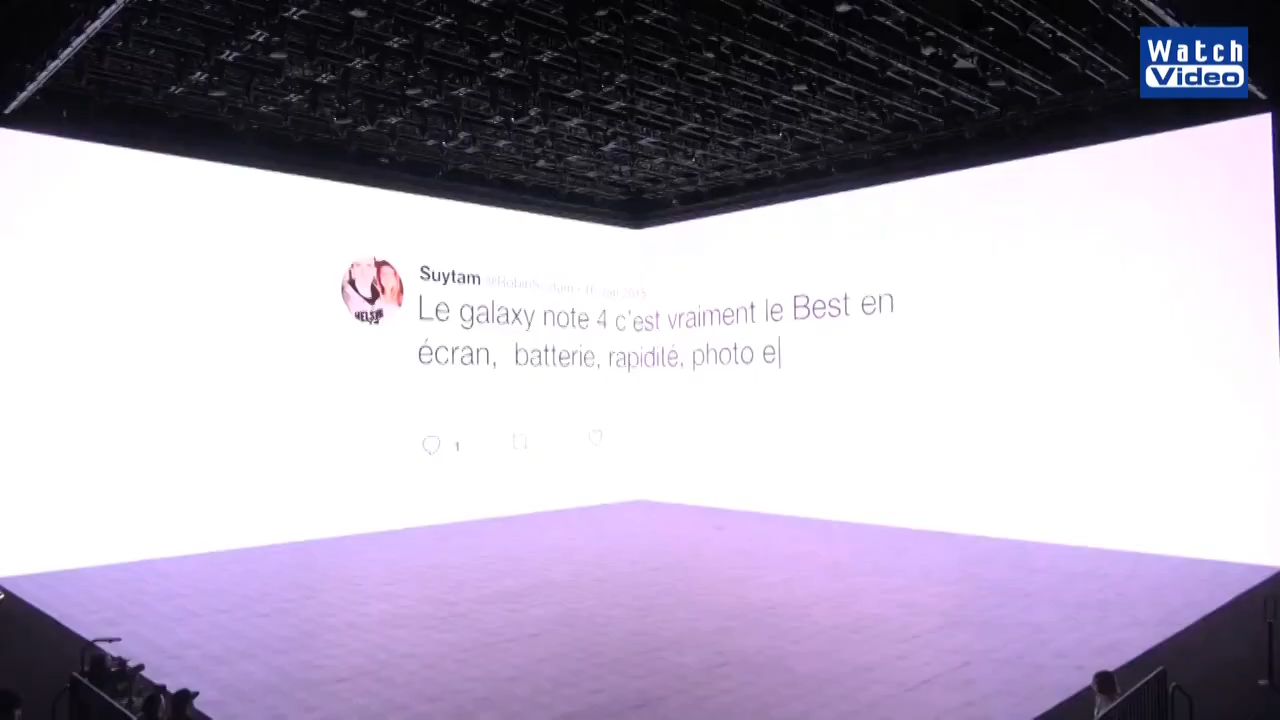 Watch
Video
Suytam
Le galaxy note 4 c'est vraiment le Best en
écran, batterie, rapidité, photo e
1